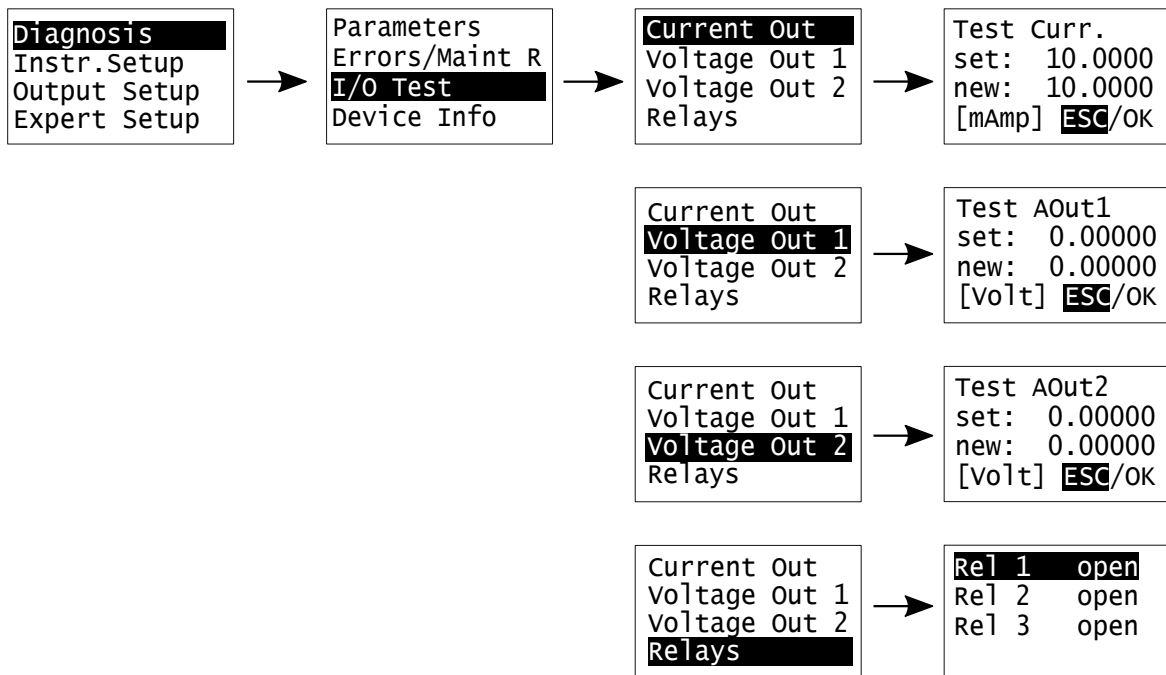 Diagnosis
Instr.Setup
Output Setup
Expert Setup
Parameters
Errors/Maint R
I/O Test
Device Info
Current Out
Voltage Out 1
Voltage Out 2
Relays
Test Curr.
set: 10.0000
new: 10.0000
[mAmp] ESC/OK
Current Out
Voltage Out 1
Voltage Out 2
Relays
Test AOut1
set: 0.00000
new: 0.00000
[Volt] ESC/OK
Current Out
Voltage Out 1
Voltage Out 2
Relays
Test AOut2
set: 0.00000
new: 0.00000
[Volt] ESC/OK
Current Out
Voltage Out 1
Voltage Out 2
Relays
Rel 1 open
Rel 2 open
Rel 3 open